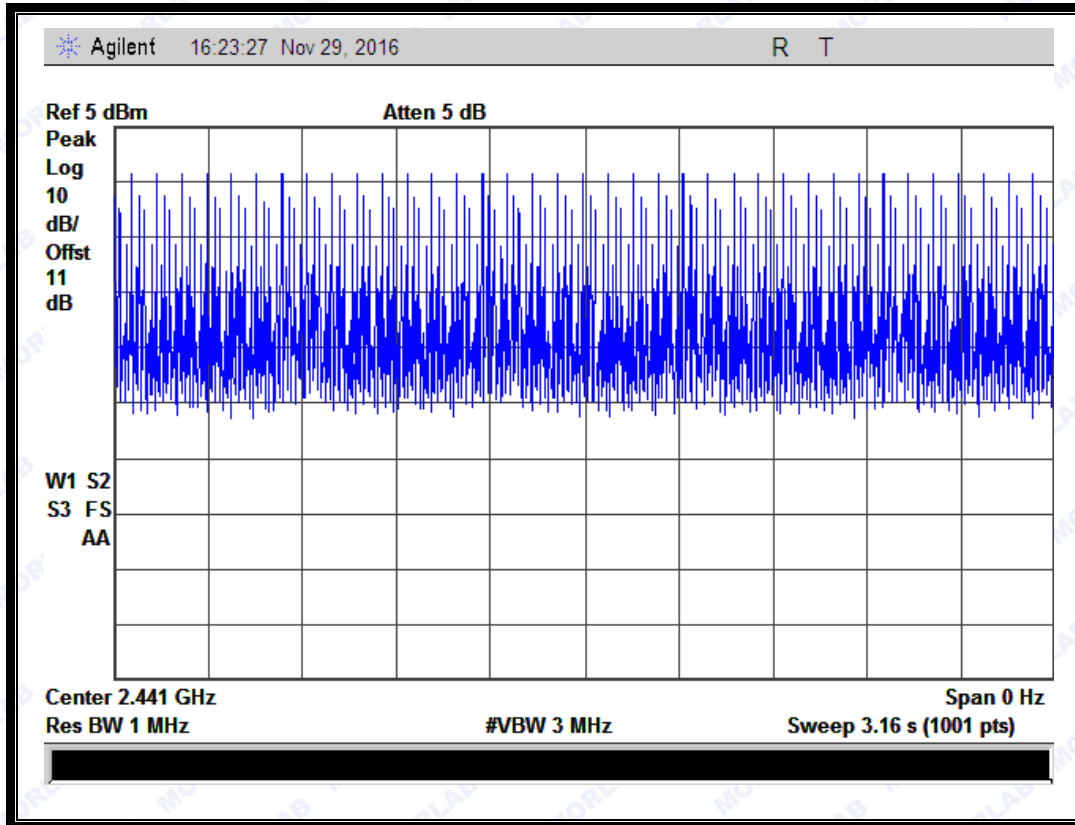 Agilent 16:23:27 Nov 29, 2016 R T
Ref 5 dBm Atten 5 dB
Peak
Log
10
dB/
Offst
11
dB
W1 S2
S3 FS
AA
Center 2.441 GHz Span 0 Hz
Res BW 1 MHz #VBW 3 MHz Sweep 3.16 s (1001 pts)
MORLAB